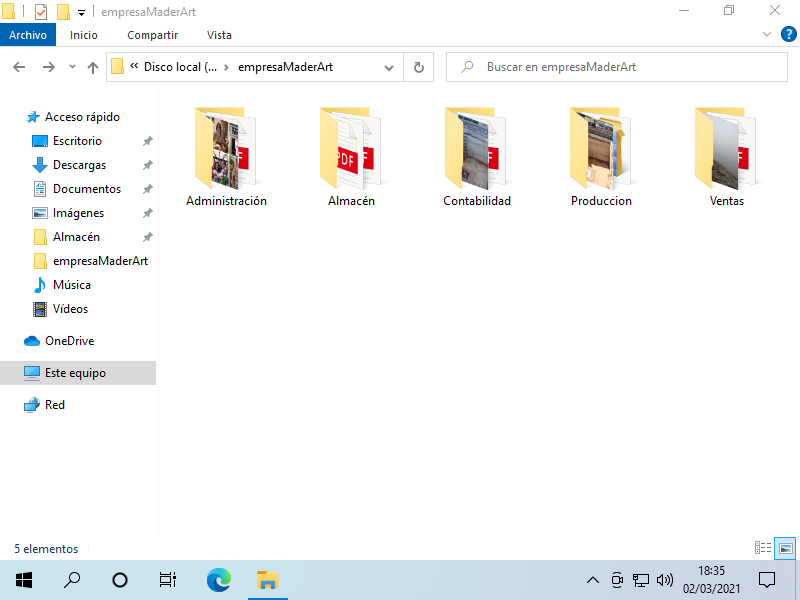 empresaMaderArt
Archivo Inicio Compartir Vista
« Disco local (... › empresaMaderArt
Buscar en empresaMaderArt
Acceso rápido
Escritorio
Descargas
Documentos
Imágenes
Almacén
empresaMaderArt
Música
Vídeos
OneDrive
Este equipo
Red
PDF
Administración Almacén Contabilidad Produccion Ventas
5 elementos
18:35
02/03/2021